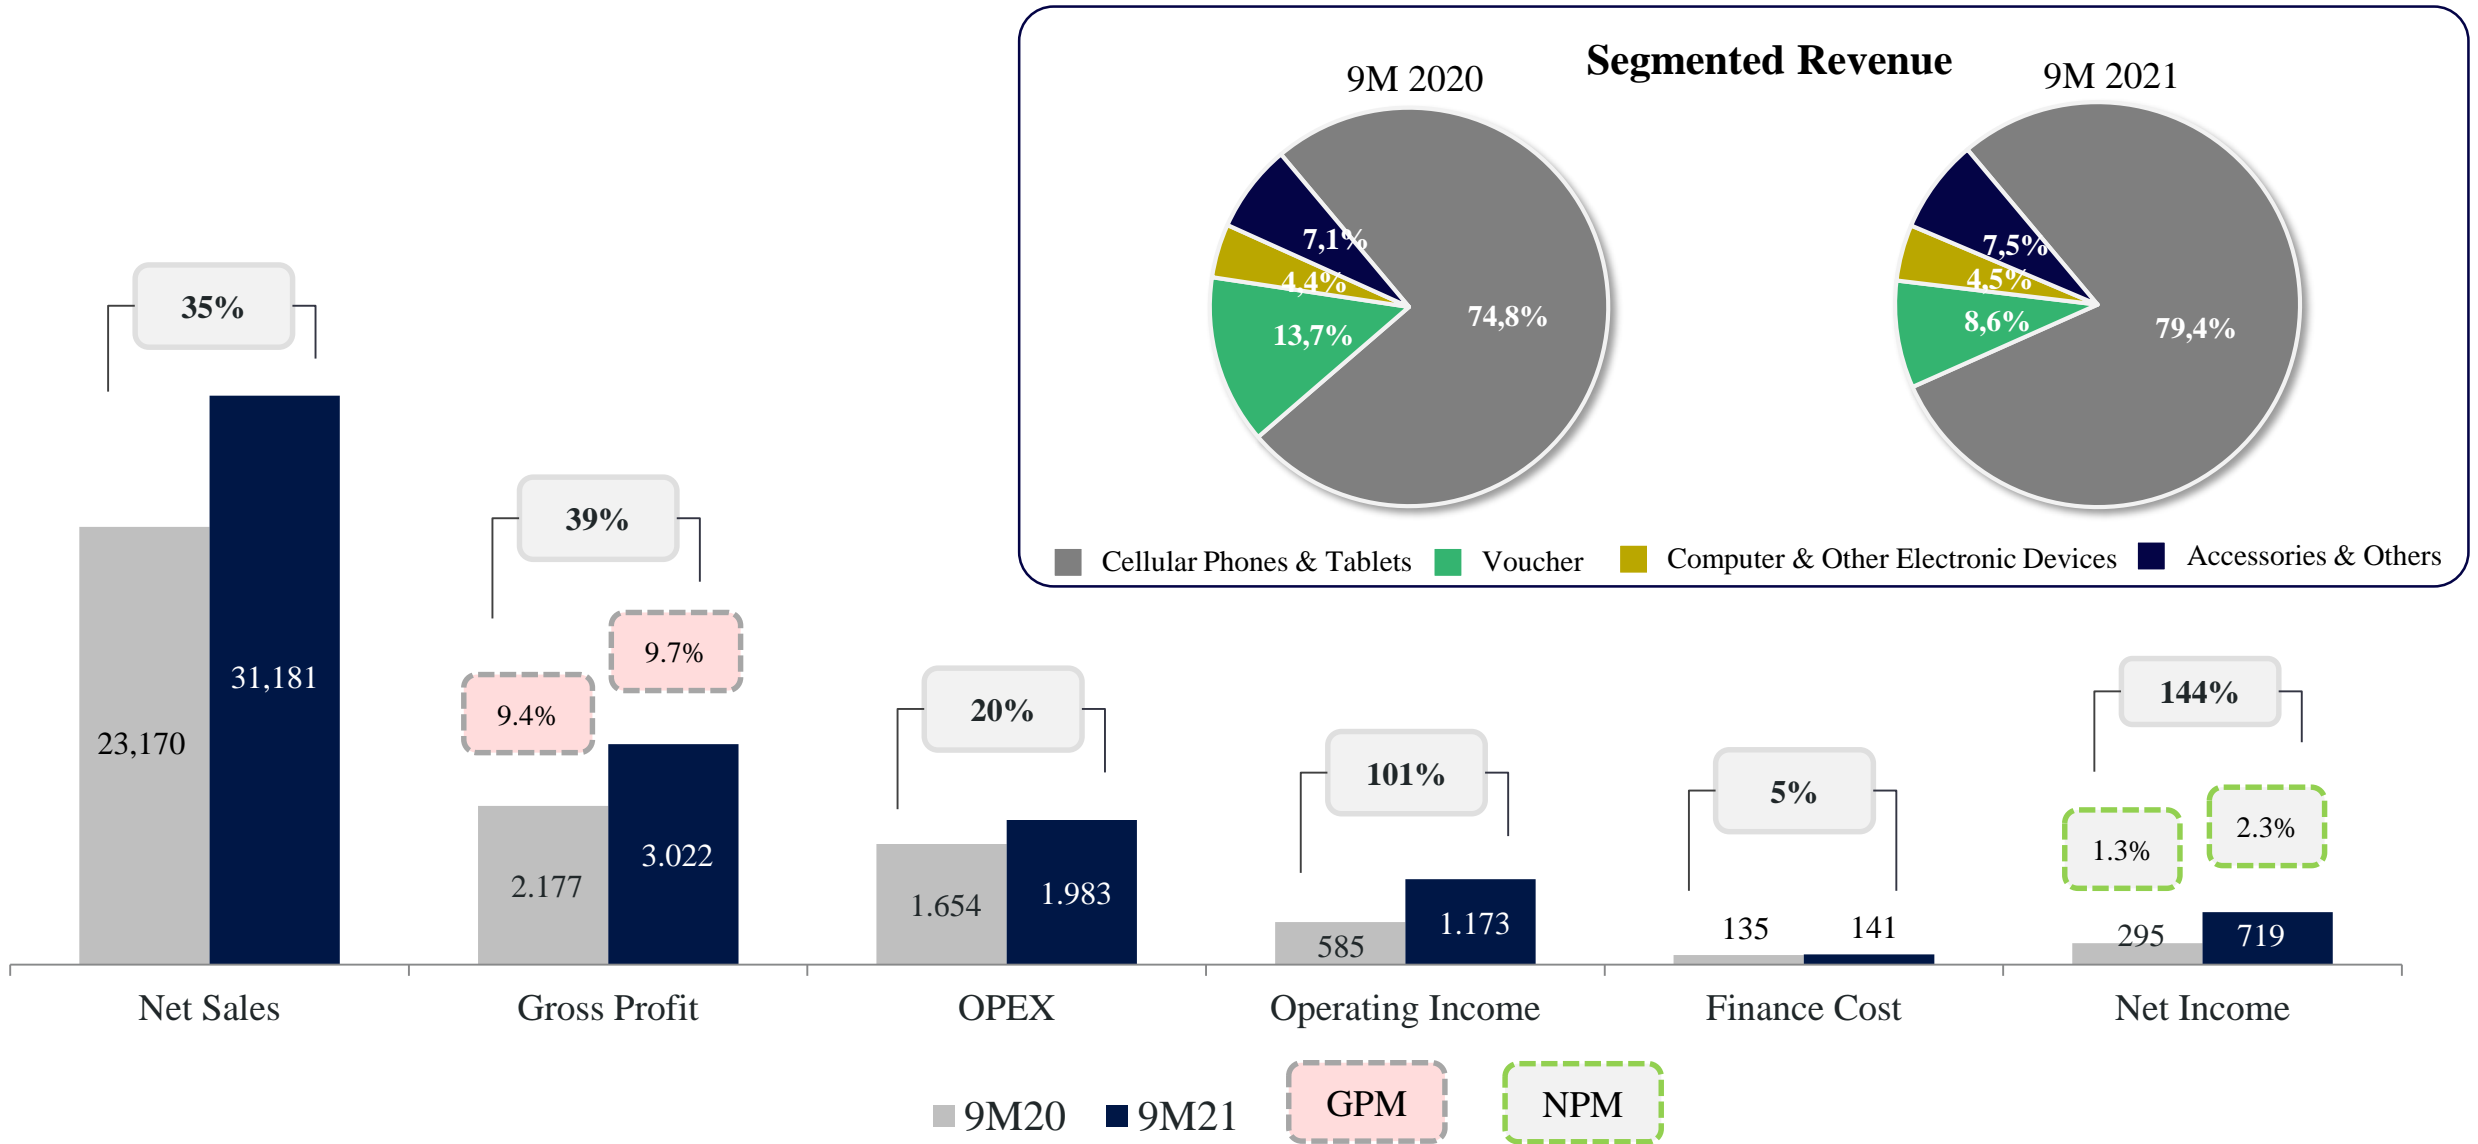 Segmented Revenue
9M 2020
9M 2021
7,1%
4,4%
13,7%
74,8%
7,5%
4,5%
8,6%
79,4%
Cellular Phones & Tablets
Voucher
Computer & Other Electronic Devices
Accessories & Others
35%
23,170
31,181
39%
9.4%
9.7%
2.177
3.022
20%
1.654
1.983
101%
585
1.173
5%
135
141
144%
1.3%
2.3%
295
719
Net Sales
Gross Profit
OPEX
Operating Income
Finance Cost
Net Income
9M20
9M21
GPM
NPM